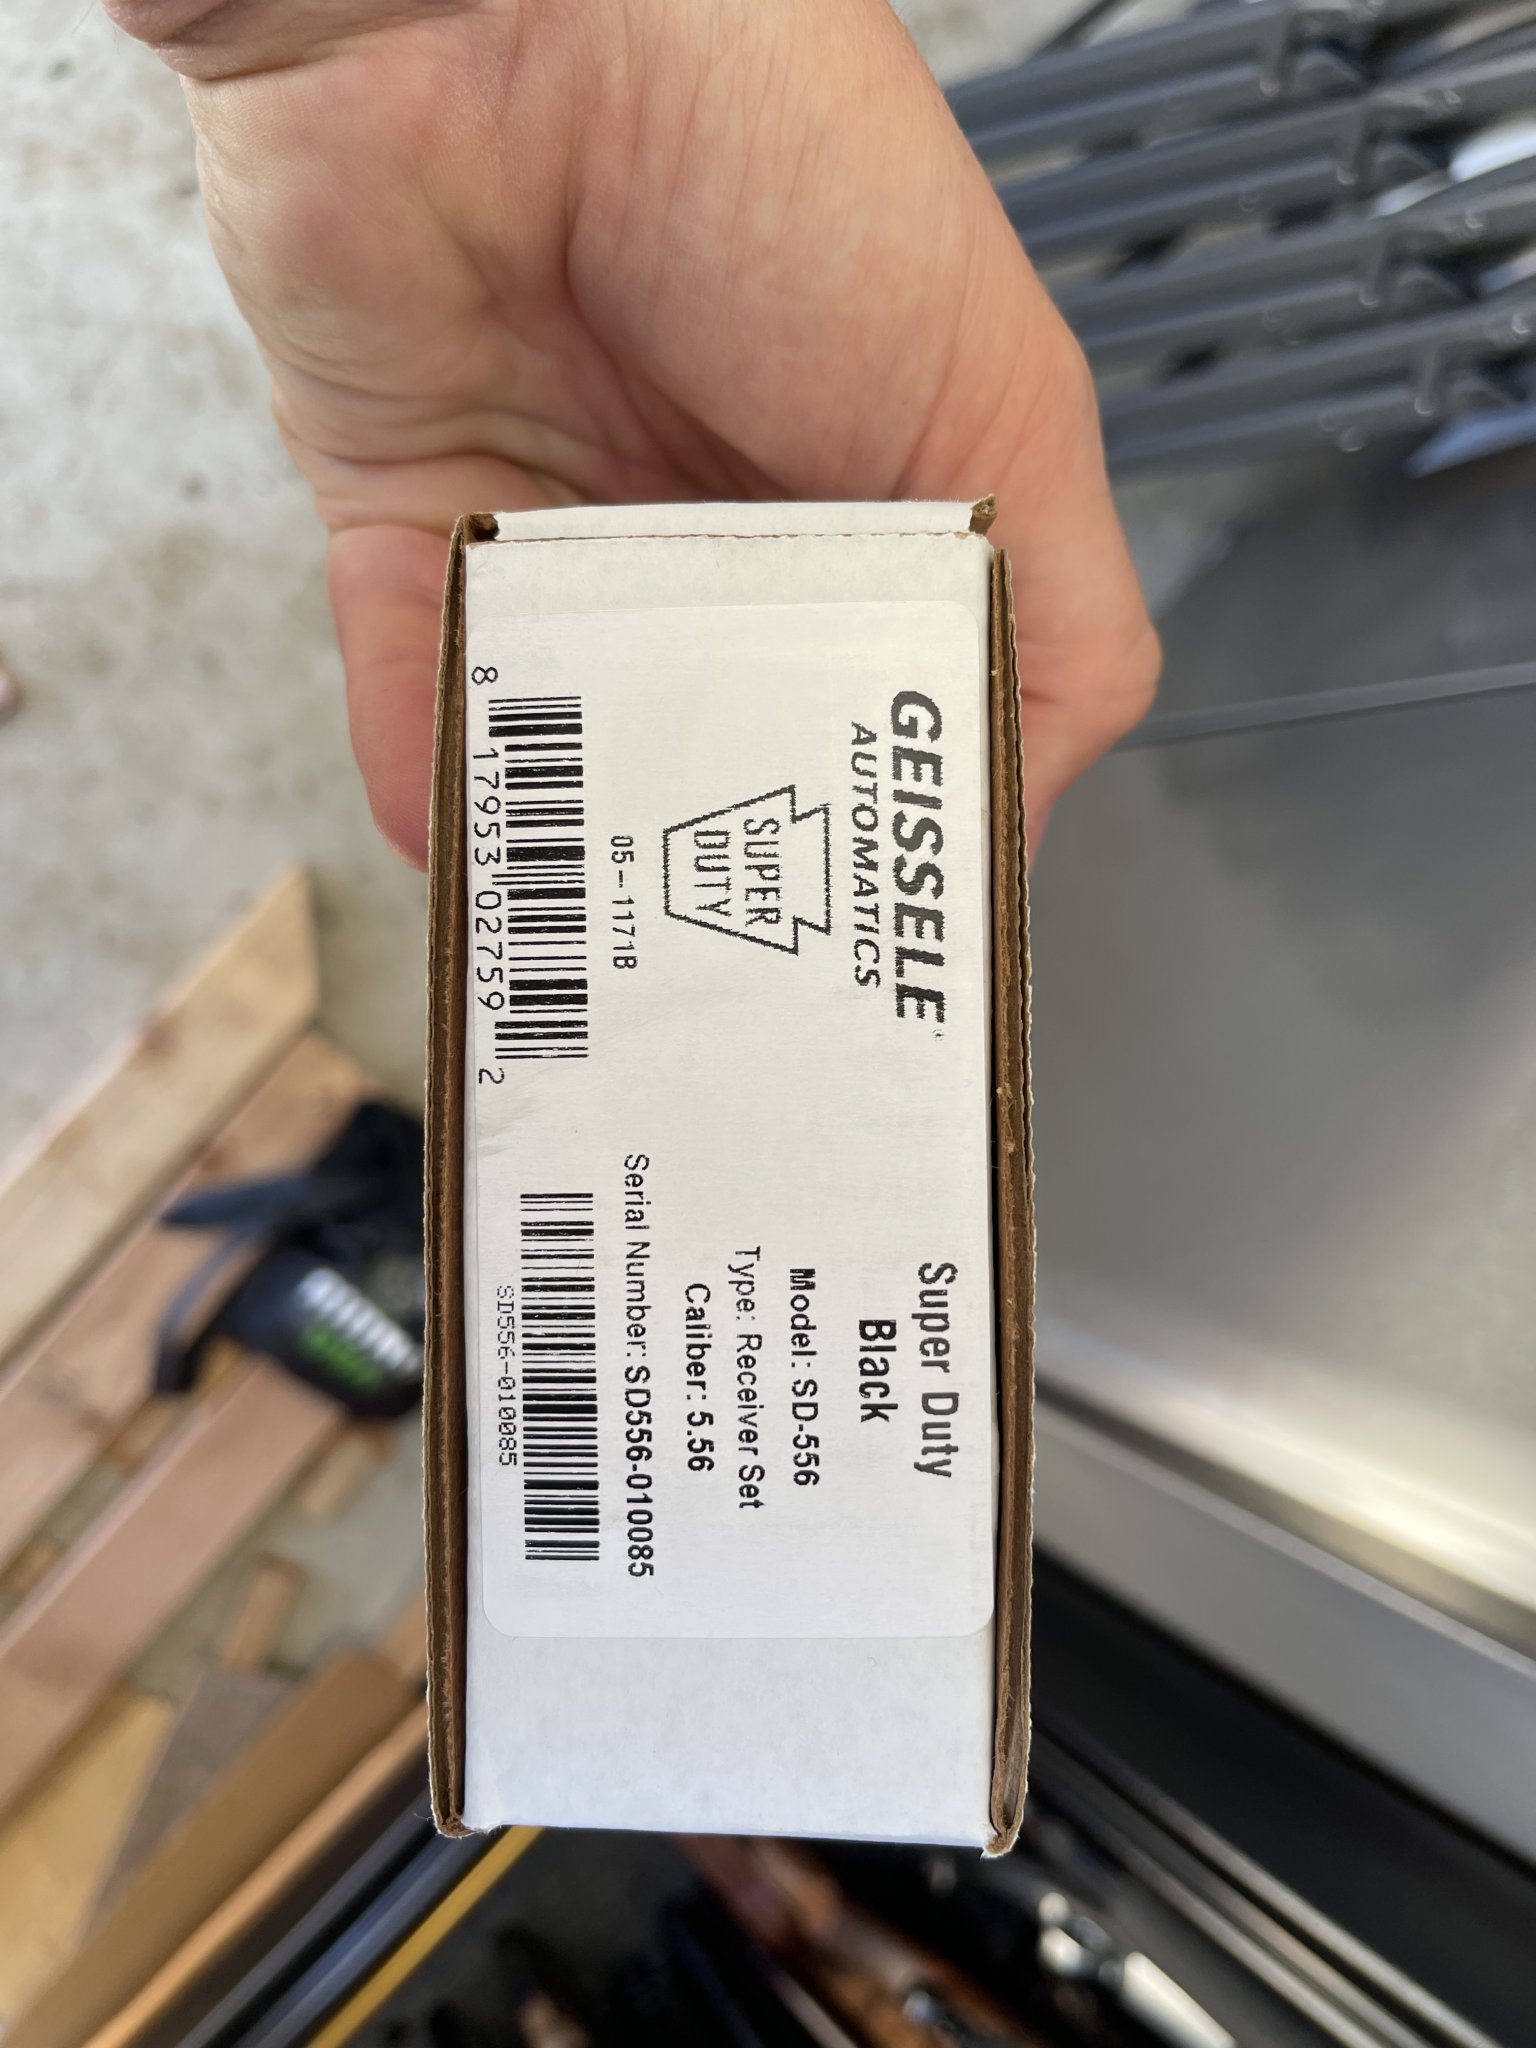 GEISSELE
AUTOMATICS
SUPER
DUTY
05-1171B
8 17953 02759 2
Super Duty
Black
Model: SD-556
Type: Receiver Set
Caliber: 5.56
Serial Number: SD556-010085
SD556-010085